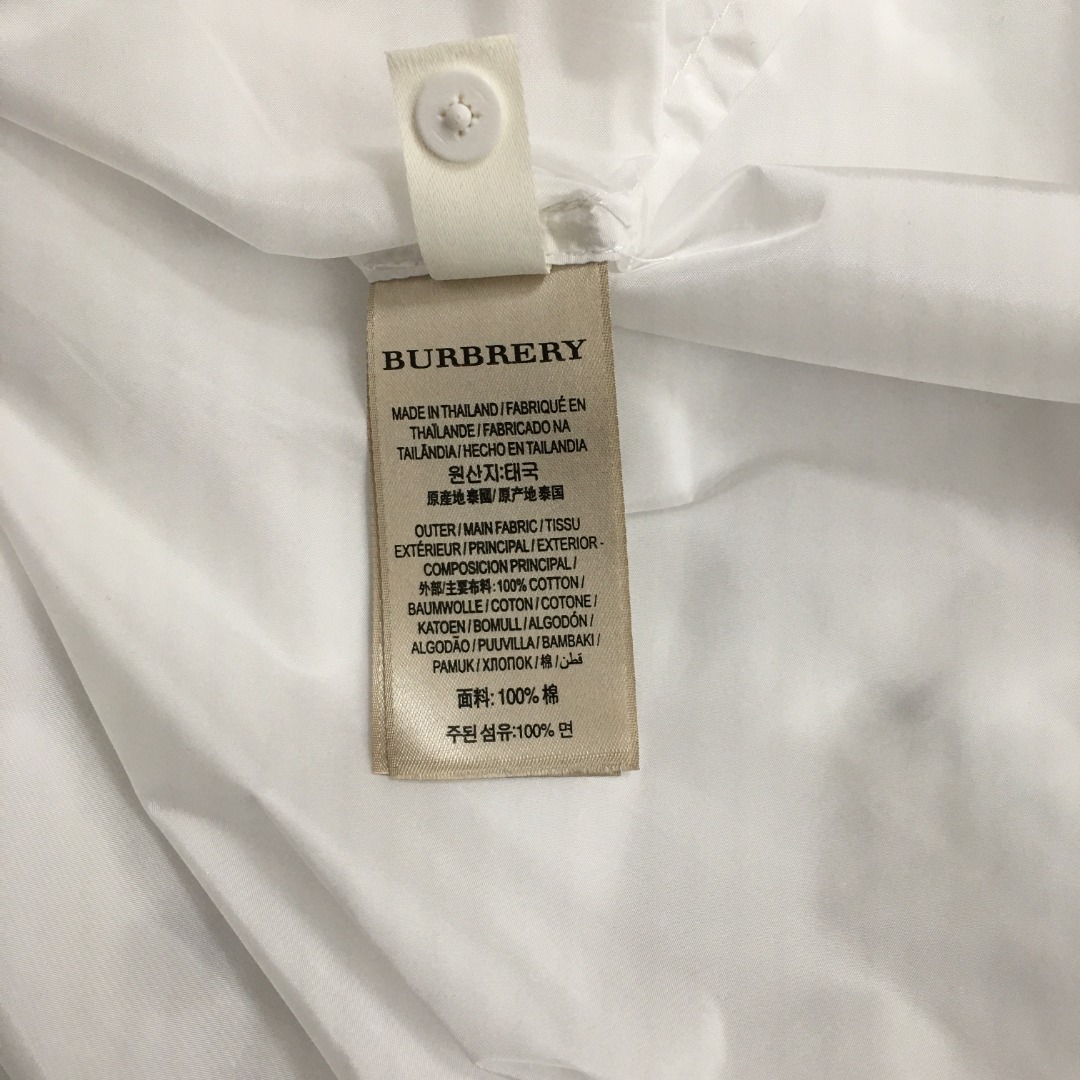 BURBRERY
MADE IN THAILAND / FABRIQUÉ EN
THAÏLANDE / FABRICADO NA
TAILÂNDIA / HECHO EN TAILANDIA
원산지:태국
原産地泰國/ 原产地泰国
OUTER / MAIN FABRIC / TISSU
EXTÉRIEUR / PRINCIPAL / EXTERIOR -
COMPOSICION PRINCIPAL /
外部/主要布料: 100% COTTON /
BAUMWOLLE / COTON / COTONE /
KATOEN / BOMULL / ALGODÓN /
ALGODÃO / PUUVILLA / BAMBAKI /
PAMUK / ХЛОПОК / 棉 / قطن
面料: 100% 棉
주된 섬유:100% 면